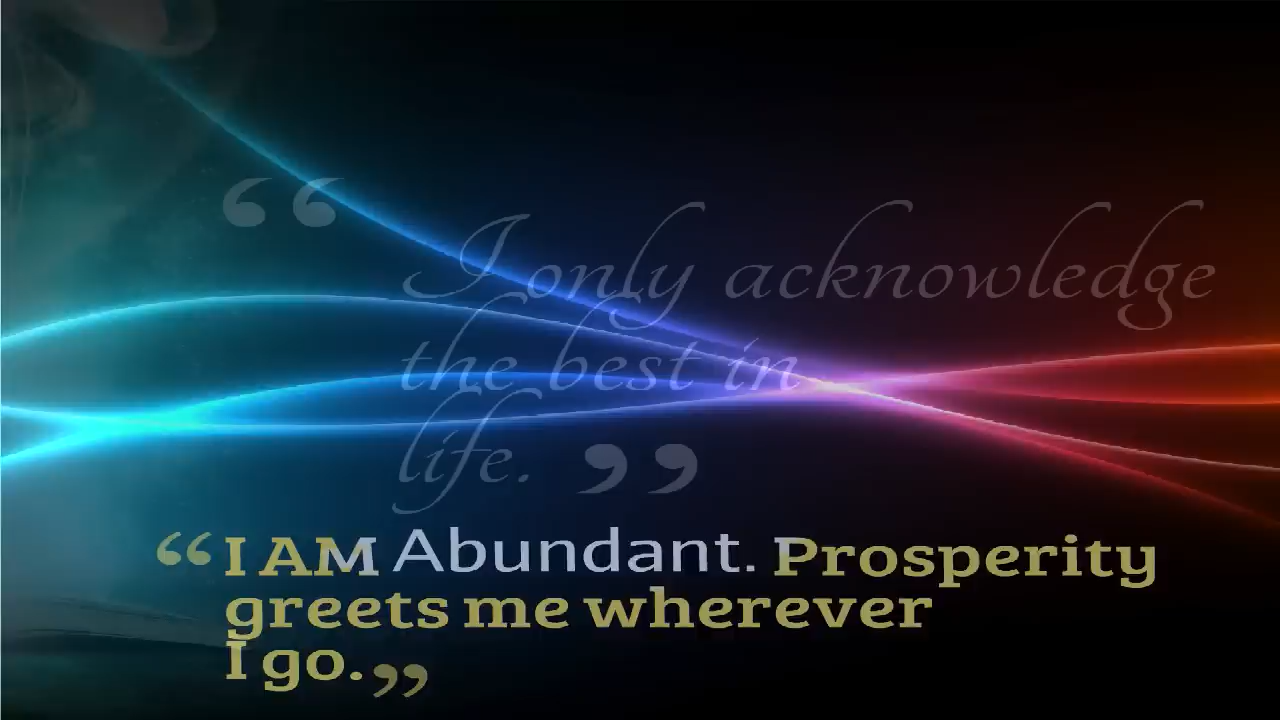 “ I only acknowledge
the best in
life. ”
“I AM Abundant. Prosperity
greets me wherever
I go.”